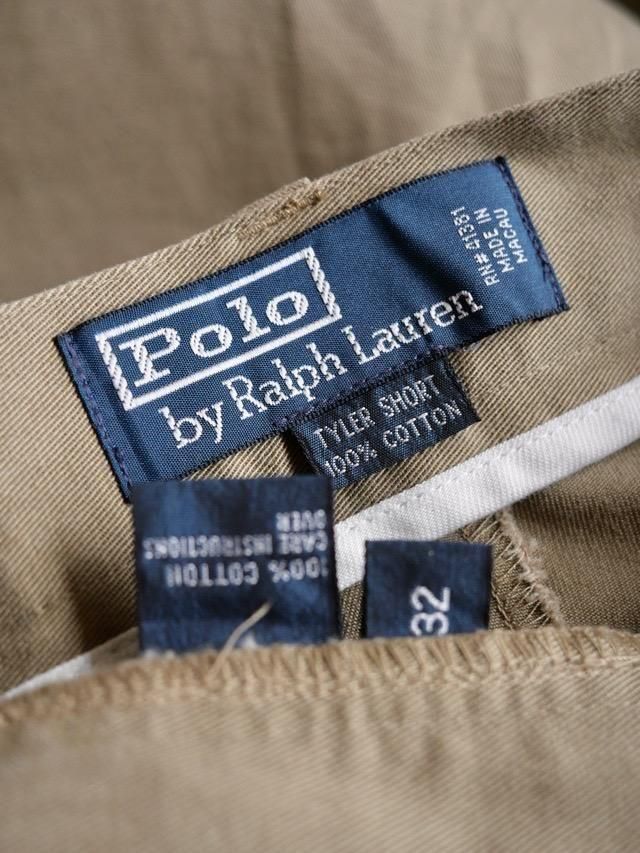 Polo
by Ralph Lauren
RN# 41381
MADE IN
MACAU
TYLER SHORT
100% COTTON
100% COTTON
CARE INSTRUCTIONS
OVER
32